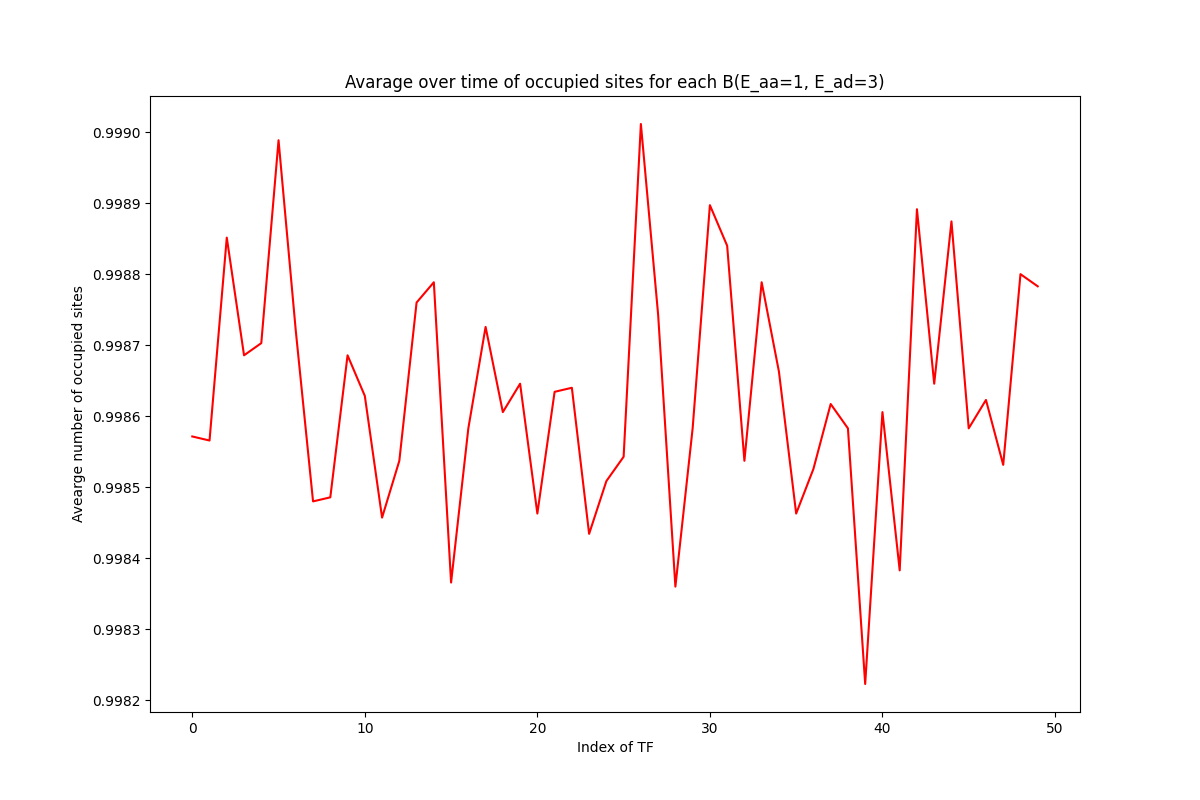 Avarage over time of occupied sites for each B(E_aa=1, E_ad=3)
0.9990
0.9989
0.9988
0.9987
0.9986
0.9985
0.9984
0.9983
0.9982
Avearge number of occupied sites
0 10 20 30 40 50
Index of TF